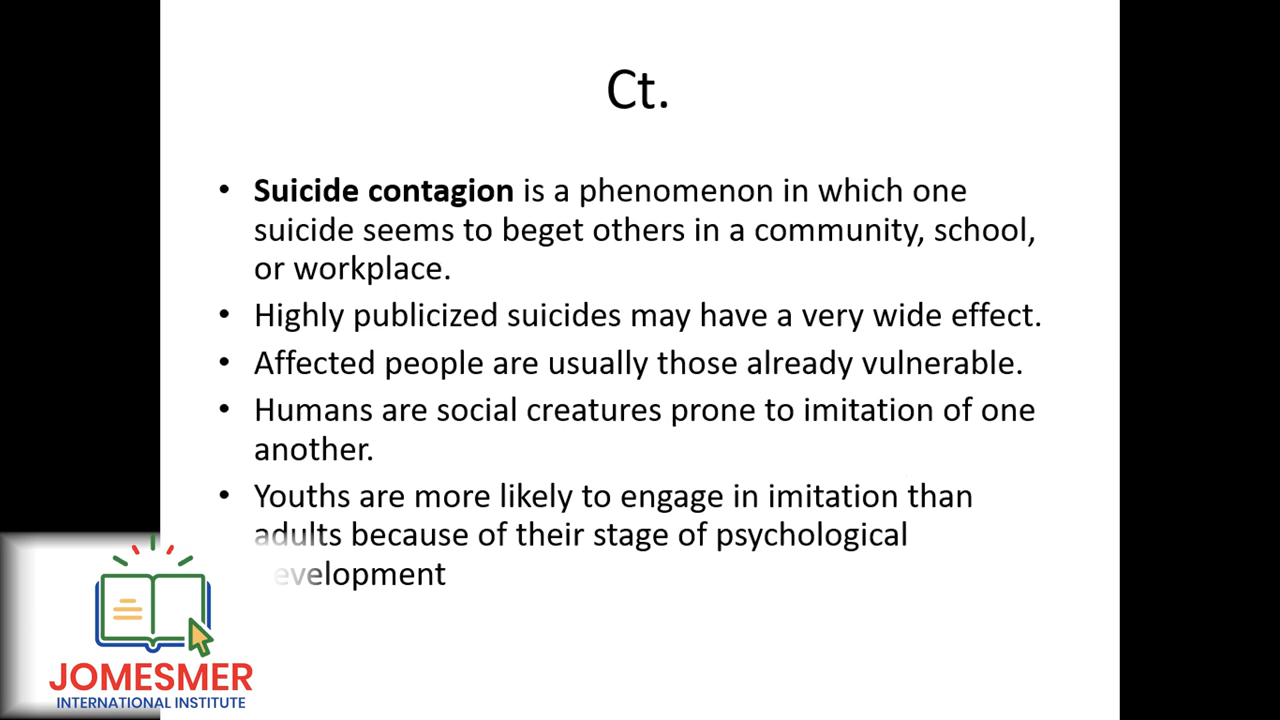 Ct.
• Suicide contagion is a phenomenon in which one
suicide seems to beget others in a community, school,
or workplace.
• Highly publicized suicides may have a very wide effect.
• Affected people are usually those already vulnerable.
• Humans are social creatures prone to imitation of one
another.
• Youths are more likely to engage in imitation than
adults because of their stage of psychological
evelopment
JOMESMER
INTERNATIONAL INSTITUTE